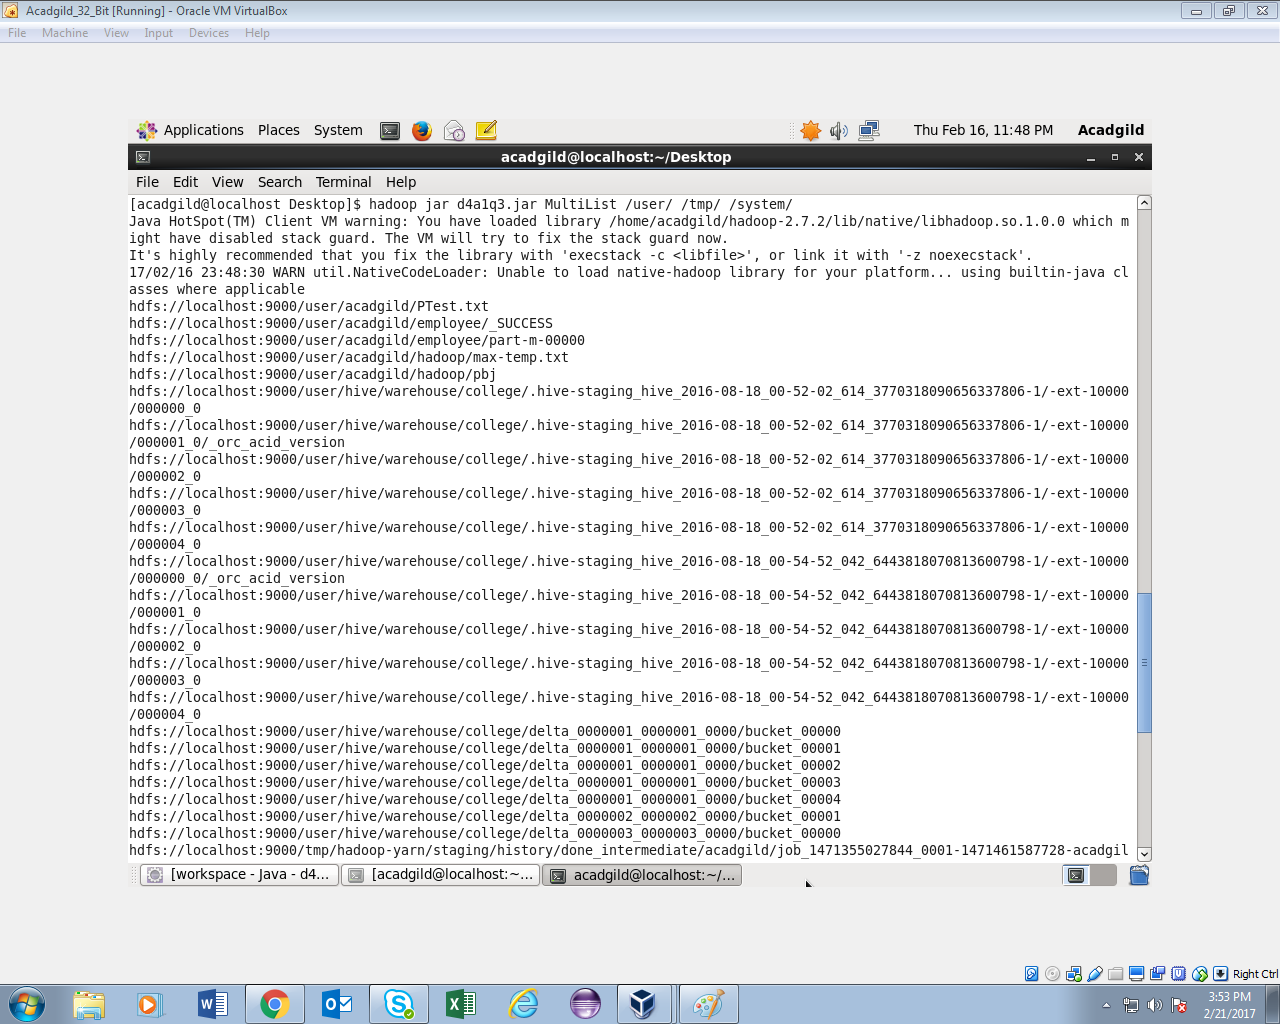 Acadgild_32_Bit [Running] - Oracle VM VirtualBox
File Machine View Input Devices Help
Applications Places System Thu Feb 16, 11:48 PM Acadgild
acadgild@localhost:~/Desktop
File Edit View Search Terminal Help
[acadgild@localhost Desktop]$ hadoop jar d4a1q3.jar MultiList /user/ /tmp/ /system/
Java HotSpot(TM) Client VM warning: You have loaded library /home/acadgild/hadoop-2.7.2/lib/native/libhadoop.so.1.0.0 which m
ight have disabled stack guard. The VM will try to fix the stack guard now.
It's highly recommended that you fix the library with 'execstack -c <libfile>', or link it with '-z noexecstack'.
17/02/16 23:48:30 WARN util.NativeCodeLoader: Unable to load native-hadoop library for your platform... using builtin-java cl
asses where applicable
hdfs://localhost:9000/user/acadgild/PTest.txt
hdfs://localhost:9000/user/acadgild/employee/_SUCCESS
hdfs://localhost:9000/user/acadgild/employee/part-m-00000
hdfs://localhost:9000/user/acadgild/hadoop/max-temp.txt
hdfs://localhost:9000/user/acadgild/hadoop/pbj
hdfs://localhost:9000/user/hive/warehouse/college/.hive-staging_hive_2016-08-18_00-52-02_614_3770318090656337806-1/-ext-10000
/000000_0
hdfs://localhost:9000/user/hive/warehouse/college/.hive-staging_hive_2016-08-18_00-52-02_614_3770318090656337806-1/-ext-10000
/000001_0/_orc_acid_version
hdfs://localhost:9000/user/hive/warehouse/college/.hive-staging_hive_2016-08-18_00-52-02_614_3770318090656337806-1/-ext-10000
/000002_0
hdfs://localhost:9000/user/hive/warehouse/college/.hive-staging_hive_2016-08-18_00-52-02_614_3770318090656337806-1/-ext-10000
/000003_0
hdfs://localhost:9000/user/hive/warehouse/college/.hive-staging_hive_2016-08-18_00-52-02_614_3770318090656337806-1/-ext-10000
/000004_0
hdfs://localhost:9000/user/hive/warehouse/college/.hive-staging_hive_2016-08-18_00-54-52_042_6443818070813600798-1/-ext-10000
/000000_0/_orc_acid_version
hdfs://localhost:9000/user/hive/warehouse/college/.hive-staging_hive_2016-08-18_00-54-52_042_6443818070813600798-1/-ext-10000
/000001_0
hdfs://localhost:9000/user/hive/warehouse/college/.hive-staging_hive_2016-08-18_00-54-52_042_6443818070813600798-1/-ext-10000
/000002_0
hdfs://localhost:9000/user/hive/warehouse/college/.hive-staging_hive_2016-08-18_00-54-52_042_6443818070813600798-1/-ext-10000
/000003_0
hdfs://localhost:9000/user/hive/warehouse/college/.hive-staging_hive_2016-08-18_00-54-52_042_6443818070813600798-1/-ext-10000
/000004_0
hdfs://localhost:9000/user/hive/warehouse/college/delta_0000001_0000001_0000/bucket_00000
hdfs://localhost:9000/user/hive/warehouse/college/delta_0000001_0000001_0000/bucket_00001
hdfs://localhost:9000/user/hive/warehouse/college/delta_0000001_0000001_0000/bucket_00002
hdfs://localhost:9000/user/hive/warehouse/college/delta_0000001_0000001_0000/bucket_00003
hdfs://localhost:9000/user/hive/warehouse/college/delta_0000001_0000001_0000/bucket_00004
hdfs://localhost:9000/user/hive/warehouse/college/delta_0000002_0000002_0000/bucket_00001
hdfs://localhost:9000/user/hive/warehouse/college/delta_0000003_0000003_0000/bucket_00000
hdfs://localhost:9000/tmp/hadoop-yarn/staging/history/done_intermediate/acadgild/job_1471355027844_0001-1471461587728-acadgil
[workspace - Java - d4... [acadgild@localhost:~... acadgild@localhost:~/...
Right Ctrl
3:53 PM
2/21/2017